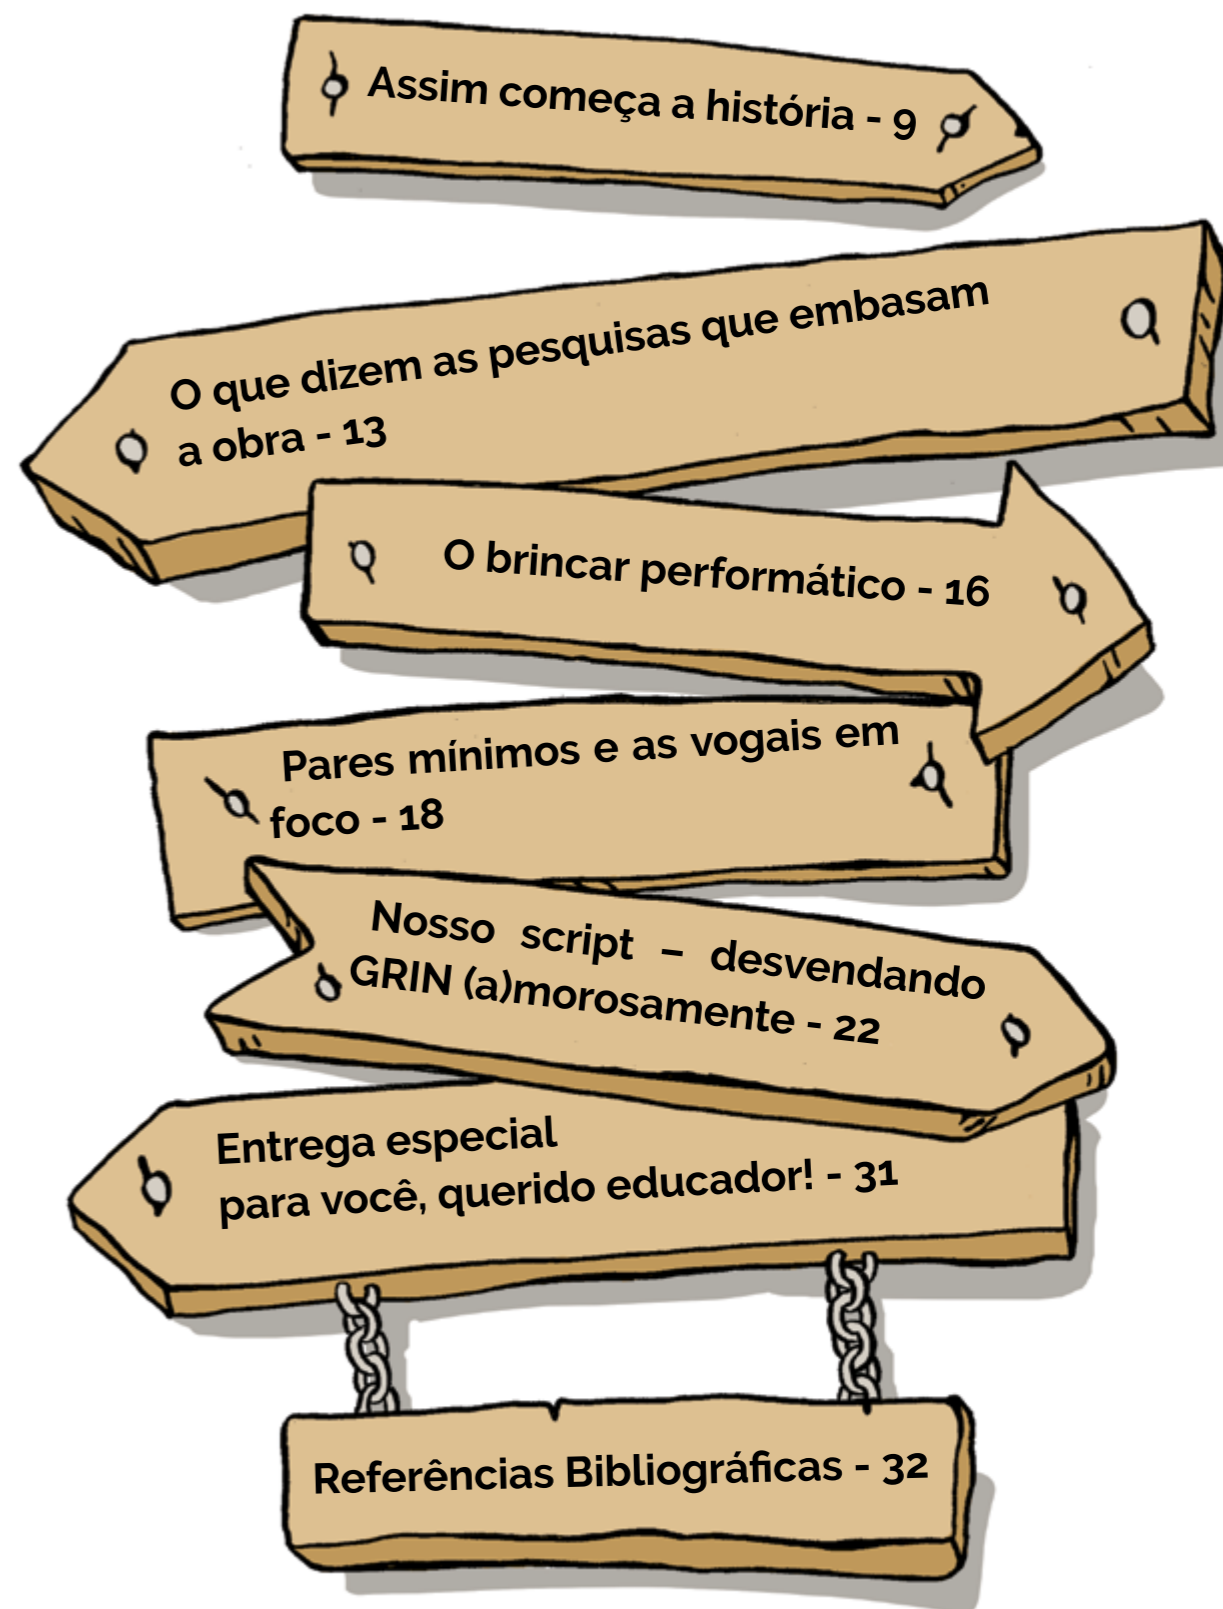 Assim começa a história - 9
O que dizem as pesquisas que embasam
a obra - 13
O brincar performático - 16
Pares mínimos e as vogais em
foco - 18
Nosso script – desvendando
GRIN (a)morosamente - 22
Entrega especial
para você, querido educador! - 31
Referências Bibliográficas - 32